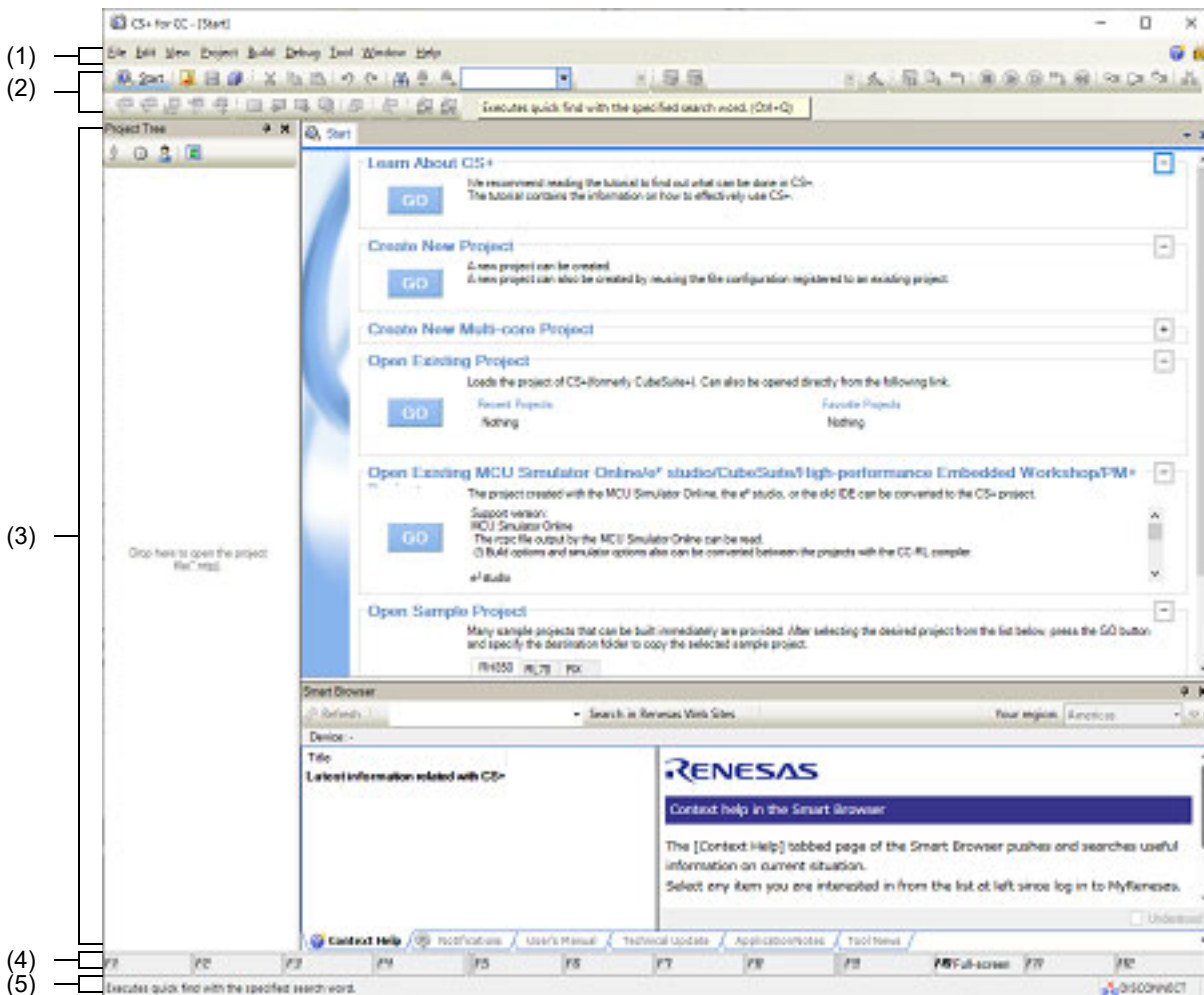 CS+ for CC - [Start]
(1)
File Edit View Project Build Debug Tool Window Help
(2)
Start
Executes quick find with the specified search word. (Ctrl+Q)
Project Tree
Start
Learn About CS+
GO
We recommend reading the tutorial to find out what can be done in CS+.
The tutorial contains the information on how to effectively use CS+.
Create New Project
GO
A new project can be created.
A new project can also be created by reusing the file configuration registered to an existing project.
Create New Multi-core Project
Open Existing Project
Loads the project of CS+(formerly CubeSuite+). Can also be opened directly from the following link.
GO
Recent Projects
Favorite Projects
Nothing
Nothing
Open Existing MCU Simulator Online/e² studio/CubeSuite/High-performance Embedded Workshop/PM+
The project created with the MCU Simulator Online, the e² studio, or the old IDE can be converted to the CS+ project.
Support version:
MCU Simulator Online
GO
The rcpc file output by the MCU Simulator Online can be read.
Build options and simulator options also can be converted between the projects with the CC-RL compiler.
e² studio
(3)
Drop here to open the project
file(*.mtpj).
Open Sample Project
Many sample projects that can be built immediately are provided. After selecting the desired project from the list below, press the GO button
and specify the destination folder to copy the selected sample project.
RH850 RL78 RX
Smart Browser
Refresh
Search in Renesas Web Sites
Your region: Americas
Device: -
Title
Latest information related with CS+
RENESAS
Context help in the Smart Browser
The [Context Help] tabbed page of the Smart Browser pushes and searches useful
information on current situation.
Select any item you are interested in from the list at left since log in to MyRenesas.
Context Help Notifications User's Manual Technical Update ApplicationNotes Tool News
(4)
F1 F2 F3 F4 F5 F6 F7 F8 F9 Full-screen F11 F12
(5)
Executes quick find with the specified search word.
DISCONNECT